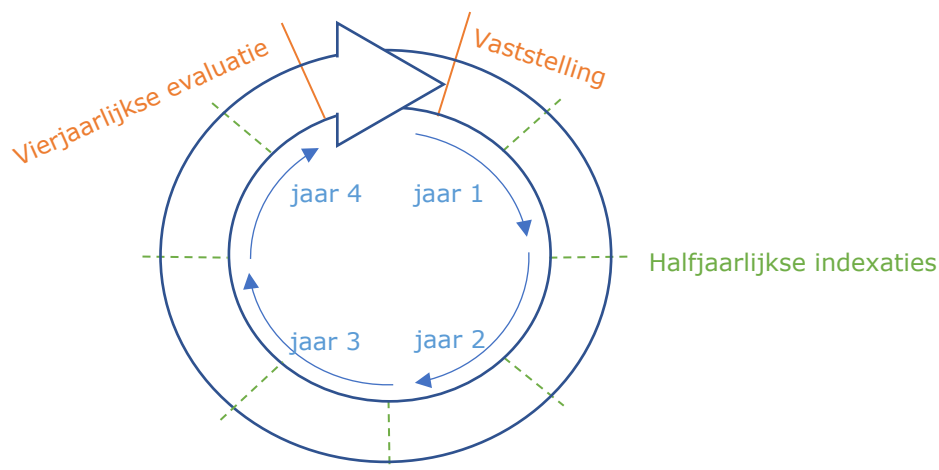 Vierjaarlijkse evaluatie
Vaststelling
jaar 4
jaar 1
Halfjaarlijkse indexaties
jaar 3
jaar 2